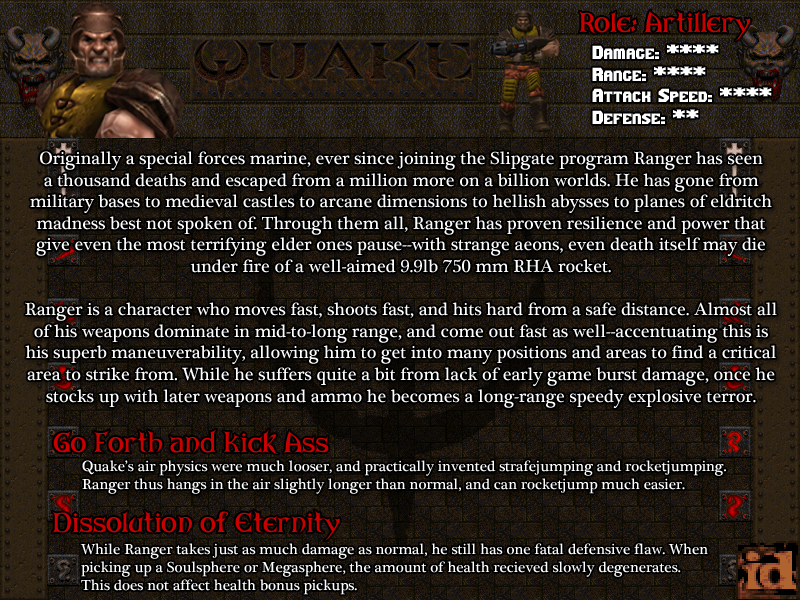 QUAKE
Role: Artillery
Damage: ****
Range: ****
Attack Speed: ****
Defense: **
Originally a special forces marine, ever since joining the Slipgate program Ranger has seen
a thousand deaths and escaped from a million more on a billion worlds. He has gone from
military bases to medieval castles to arcane dimensions to hellish abysses to planes of eldritch
madness best not spoken of. Through them all, Ranger has proven resilience and power that
give even the most terrifying elder ones pause--with strange aeons, even death itself may die
under fire of a well-aimed 9.9lb 750 mm RHA rocket.
Ranger is a character who moves fast, shoots fast, and hits hard from a safe distance. Almost all
of his weapons dominate in mid-to-long range, and come out fast as well--accentuating this is
his superb maneuverability, allowing him to get into many positions and areas to find a critical
area to strike from. While he suffers quite a bit from lack of early game burst damage, once he
stocks up with later weapons and ammo he becomes a long-range speedy explosive terror.
Go Forth and Kick Ass
Quake's air physics were much looser, and practically invented strafejumping and rocketjumping.
Ranger thus hangs in the air slightly longer than normal, and can rocketjump much easier.
Dissolution of Eternity
While Ranger takes just as much damage as normal, he still has one fatal defensive flaw. When
picking up a Soulsphere or Megasphere, the amount of health recieved slowly degenerates.
This does not affect health bonus pickups.
id